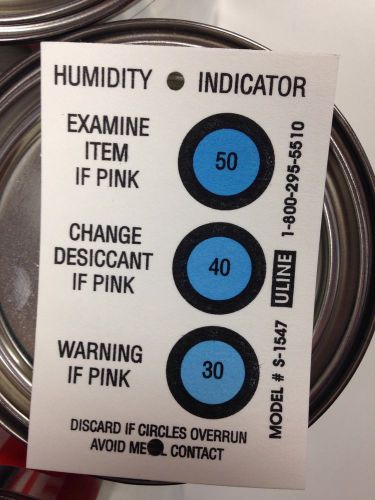 HUMIDITY INDICATOR
EXAMINE
ITEM
IF PINK
50
CHANGE
DESICCANT
IF PINK
40
WARNING
IF PINK
30
DISCARD IF CIRCLES OVERRUN
AVOID CONTACT
MODEL # S-1547 ULINE 1-800-295-5510